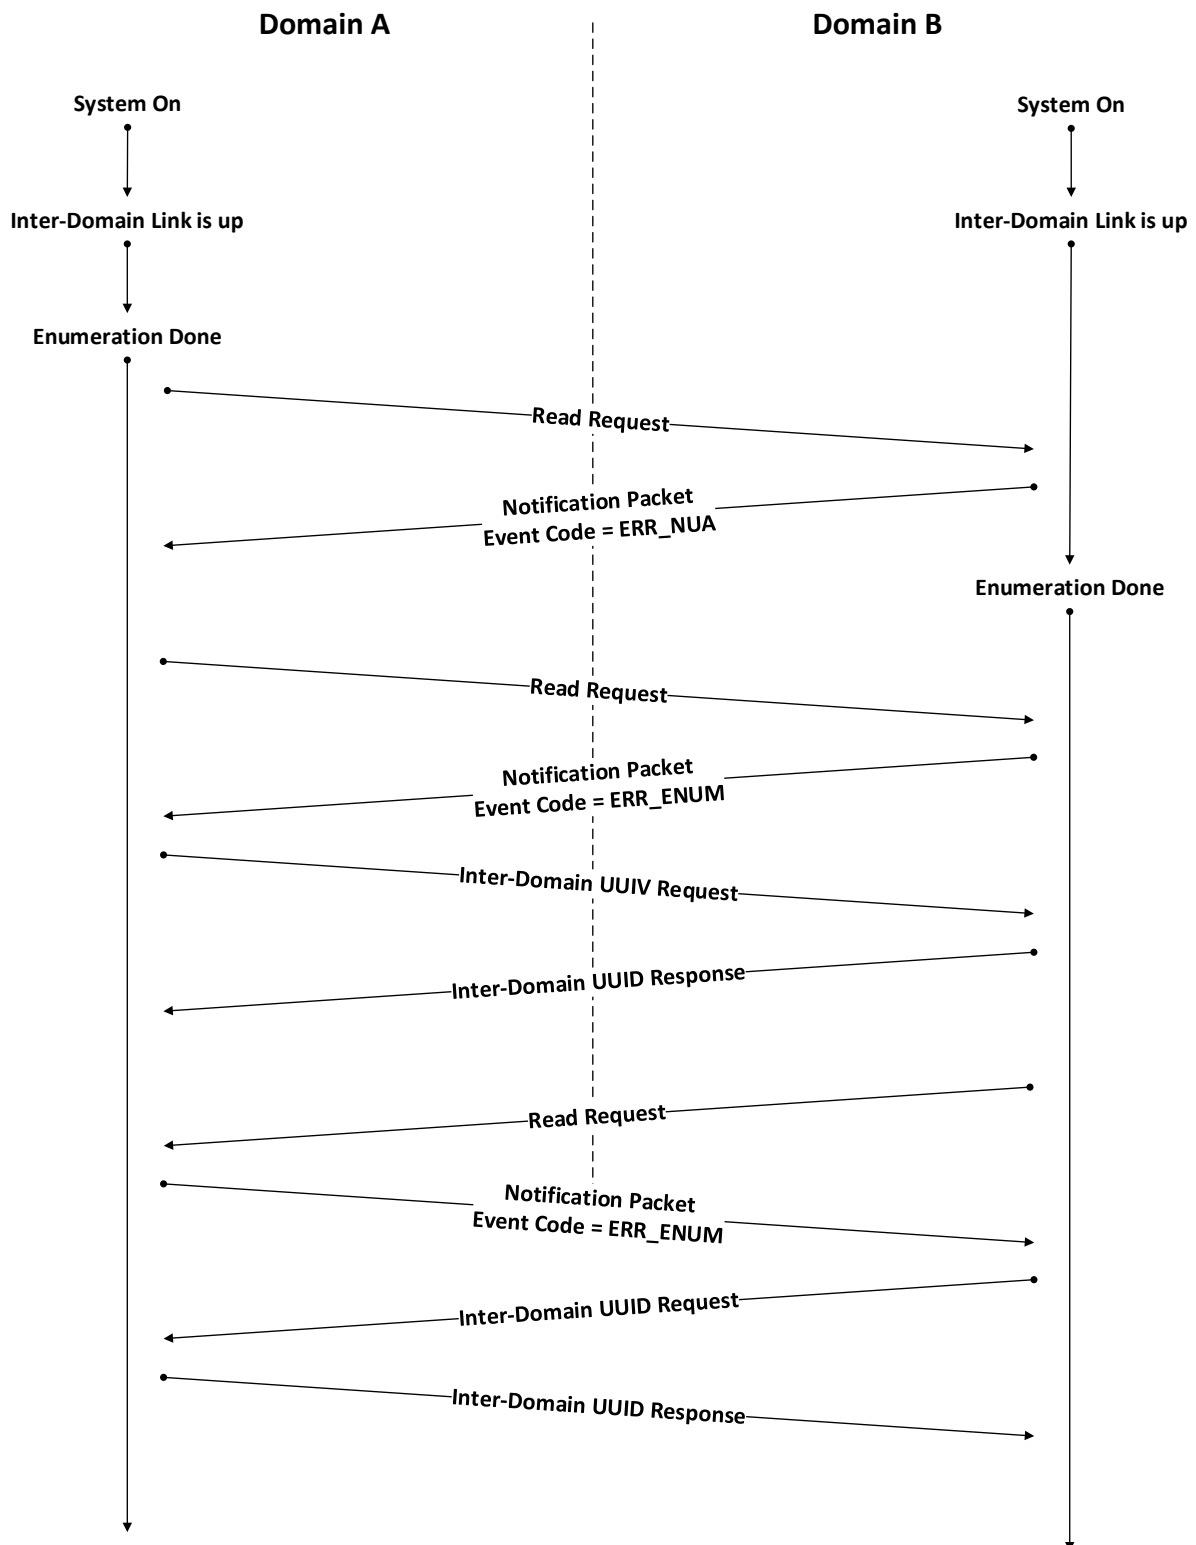 Domain A
Domain B
System On
System On
Inter-Domain Link is up
Inter-Domain Link is up
Enumeration Done
Read Request
Notification Packet
Event Code = ERR_NUA
Enumeration Done
Read Request
Notification Packet
Event Code = ERR_ENUM
Inter-Domain UUIV Request
Inter-Domain UUID Response
Read Request
Notification Packet
Event Code = ERR_ENUM
Inter-Domain UUID Request
Inter-Domain UUID Response